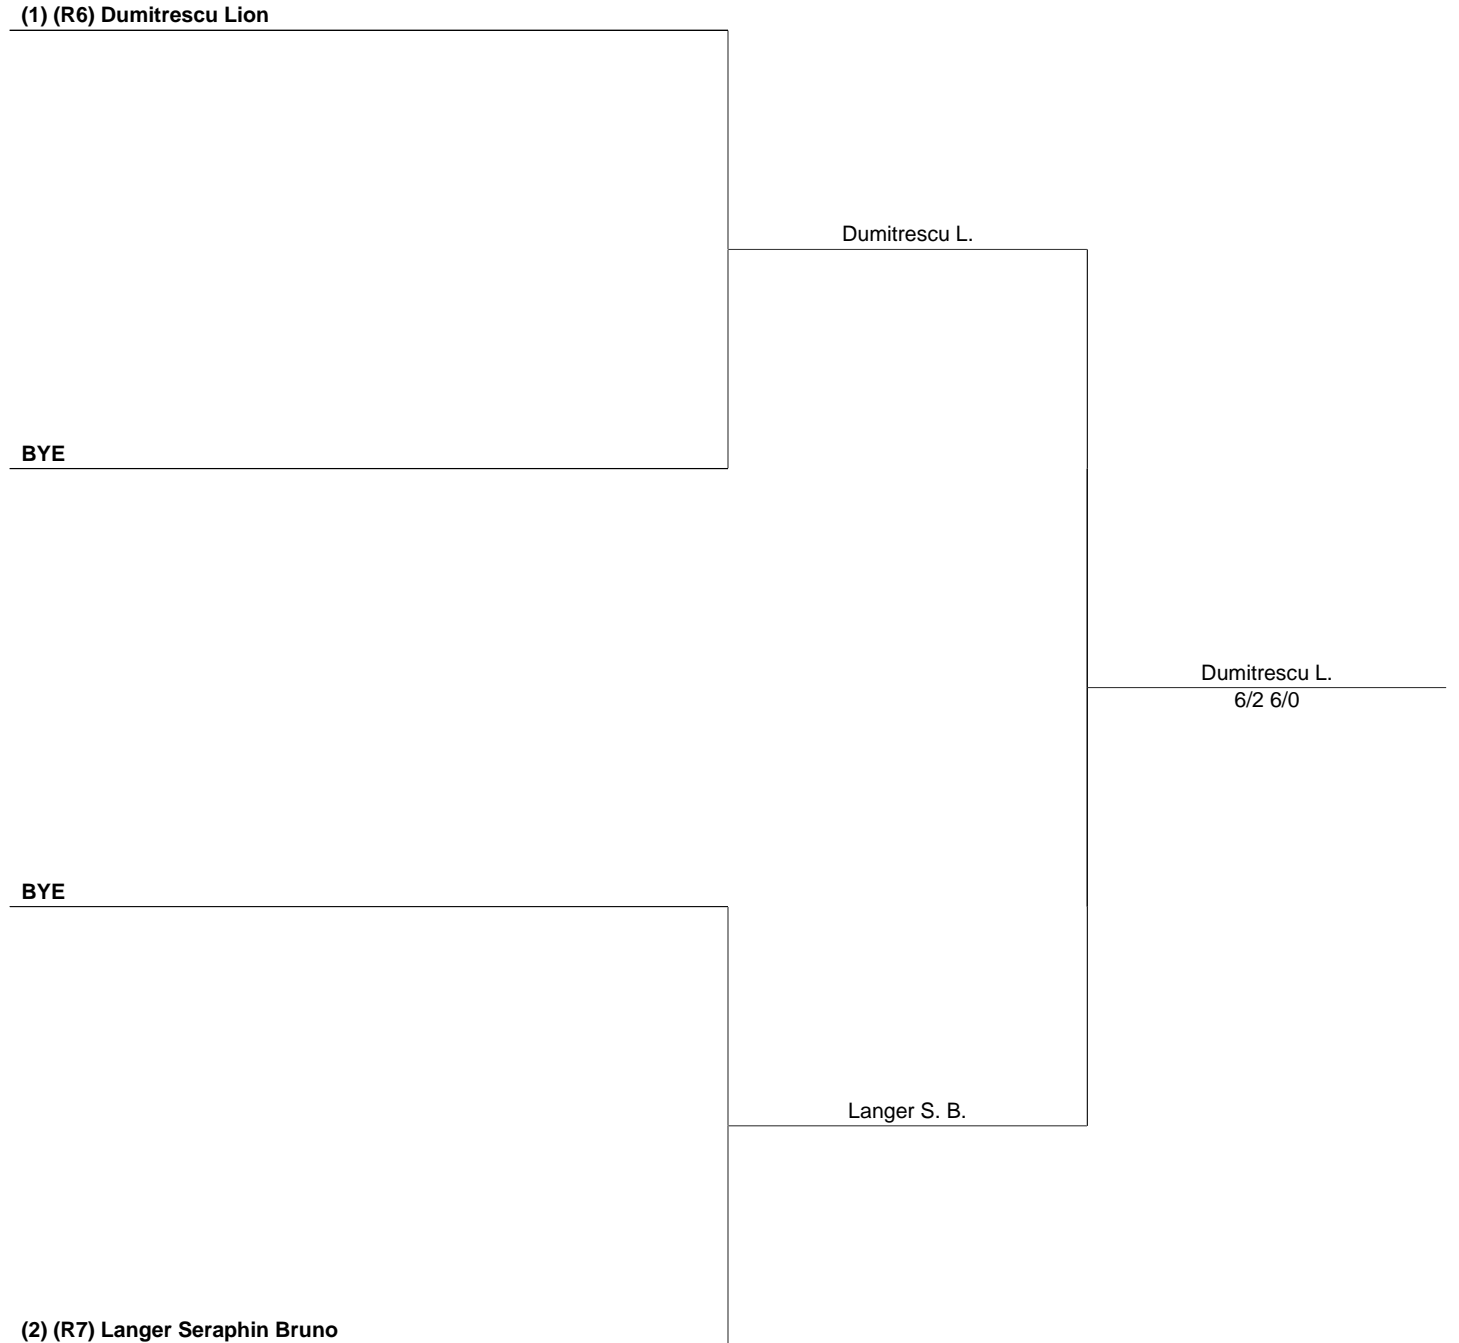 (1) (R6) Dumitrescu Lion
Dumitrescu L.
BYE
Dumitrescu L.
6/2 6/0
BYE
Langer S. B.
(2) (R7) Langer Seraphin Bruno